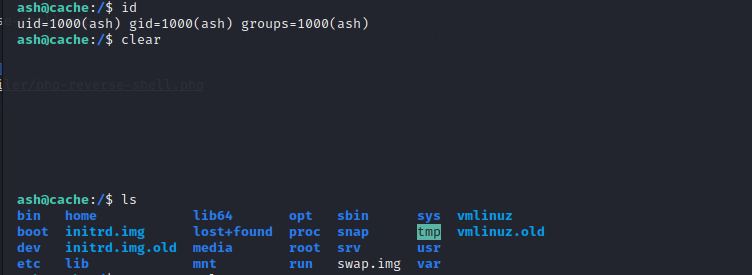 ash@cache:/$ id
uid=1000(ash) gid=1000(ash) groups=1000(ash)
ash@cache:/$ clear
/php-reverse-shell.php
ash@cache:/$ ls
bin home lib64 opt sbin sys vmlinuz
boot initrd.img lost+found proc snap tmp vmlinuz.old
dev initrd.img.old media root srv usr
etc lib mnt run swap.img var